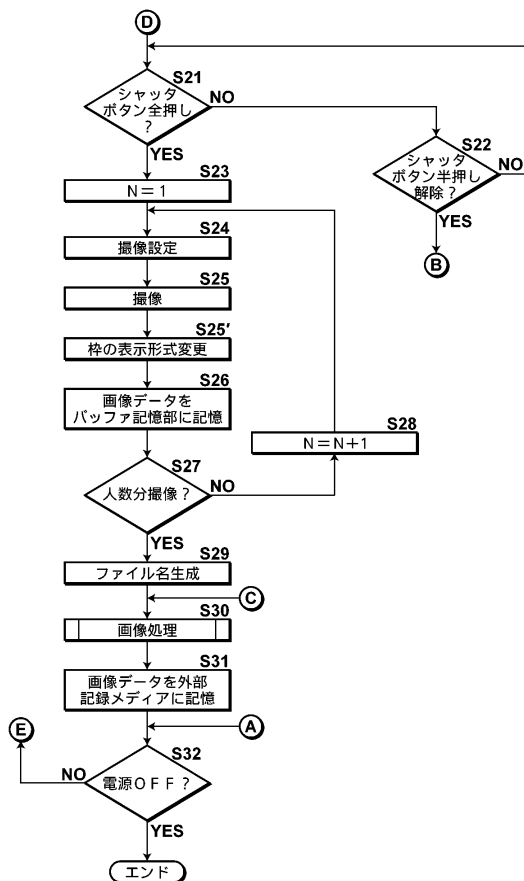 D
S21
シャッタ
ボタン全押し
?
NO
YES
S22
シャッタ
ボタン半押し
解除?
NO
YES
B
S23
N=1
S24
撮像設定
S25
撮像
S25′
枠の表示形式変更
S26
画像データを
バッファ記憶部に記憶
S28
N=N+1
S27
人数分撮像?
NO
YES
S29
ファイル名生成
C
S30
画像処理
S31
画像データを外部
記録メディアに記憶
A
E
S32
電源OFF?
NO
YES
エンド